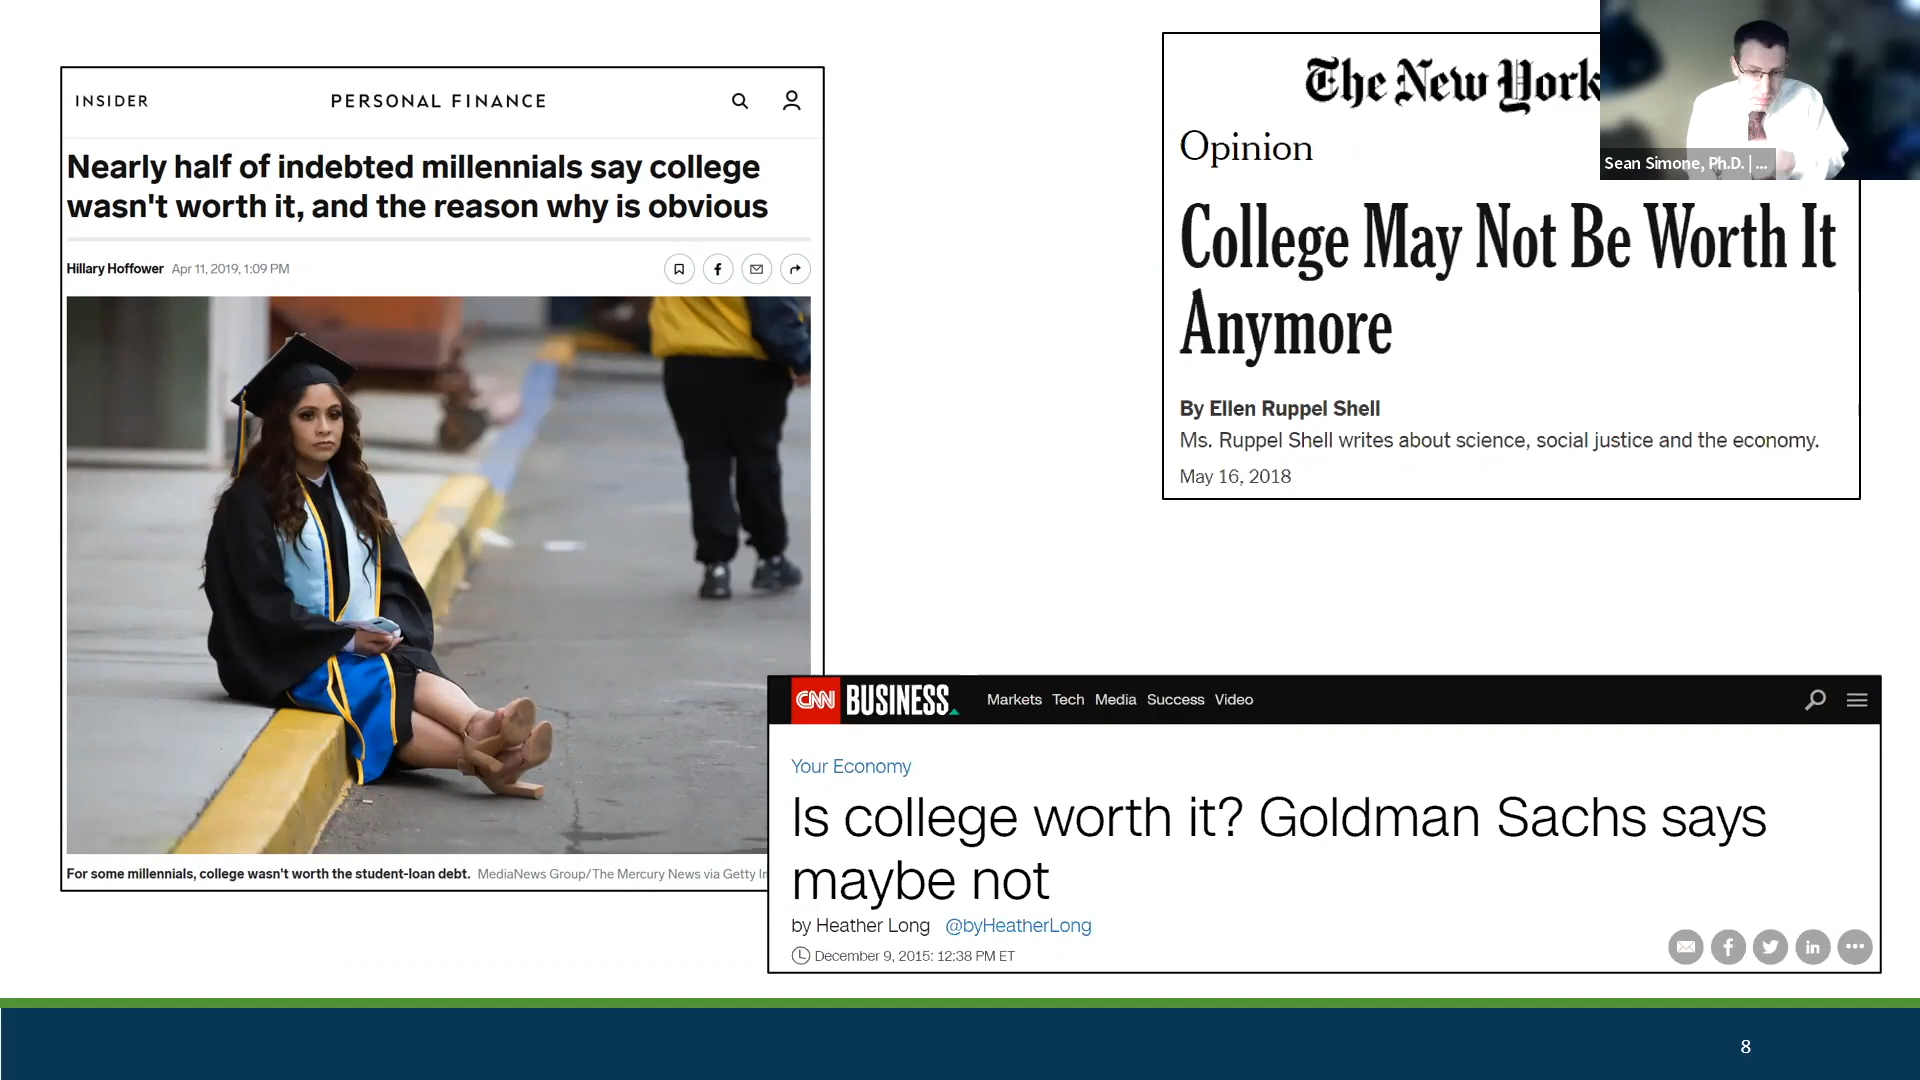 INSIDER
PERSONAL FINANCE
Nearly half of indebted millennials say college
wasn't worth it, and the reason why is obvious
Hillary Hoffower Apr 11, 2019, 1:09 PM
For some millennials, college wasn't worth the student-loan debt. MediaNews Group/The Mercury News via Getty
The New York
Opinion
College May Not Be Worth It
Anymore
By Ellen Ruppel Shell
Ms. Ruppel Shell writes about science, social justice and the economy.
May 16, 2018
Sean Simone, Ph.D. | ...
CNN BUSINESS Markets Tech Media Success Video
Your Economy
Is college worth it? Goldman Sachs says
maybe not
by Heather Long @byHeatherLong
December 9, 2015: 12:38 PM ET
8